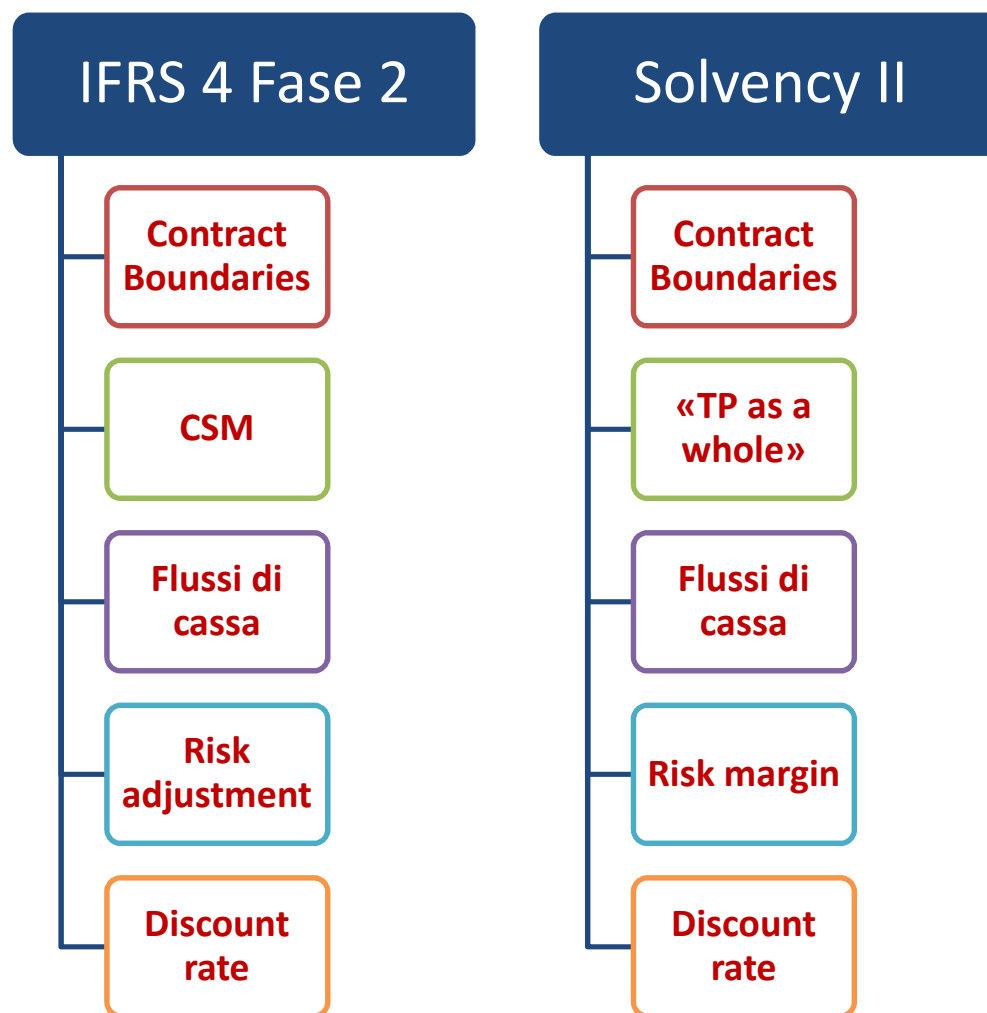 IFRS 4 Fase 2
Contract
Boundaries
CSM
Flussi di
cassa
Risk
adjustment
Discount
rate
Solvency II
Contract
Boundaries
«TP as a
whole»
Flussi di
cassa
Risk margin
Discount
rate